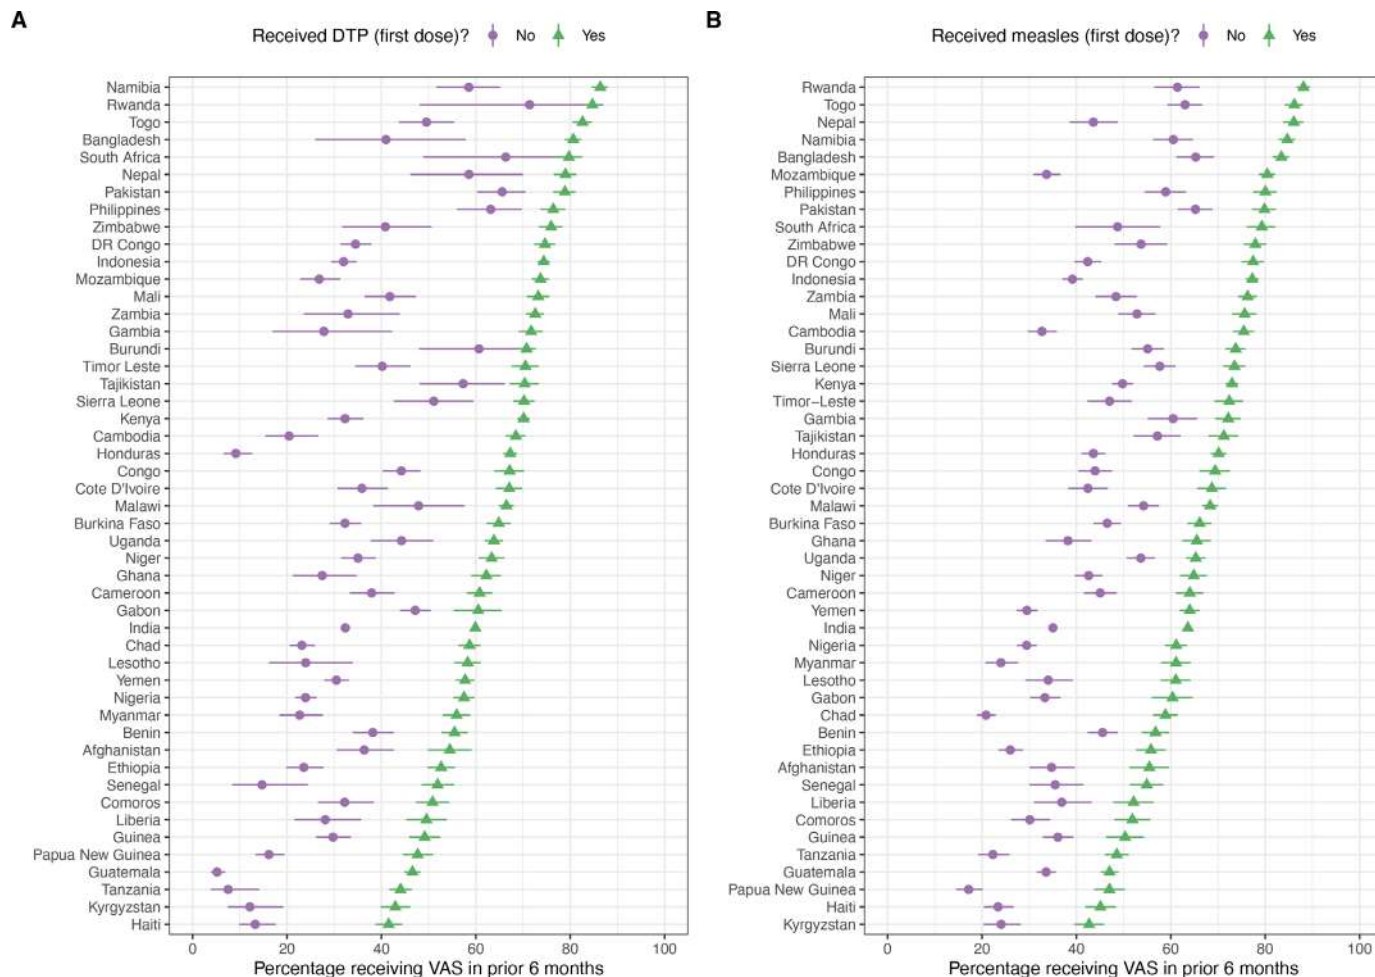 A
Received DTP (first dose)? No Yes
Namibia
Rwanda
Togo
Bangladesh
South Africa
Nepal
Pakistan
Philippines
Zimbabwe
DR Congo
Indonesia
Mozambique
Mali
Zambia
Gambia
Burundi
Timor Leste
Tajikistan
Sierra Leone
Kenya
Cambodia
Honduras
Congo
Cote D'Ivoire
Malawi
Burkina Faso
Uganda
Niger
Ghana
Cameroon
Gabon
India
Chad
Lesotho
Yemen
Nigeria
Myanmar
Benin
Afghanistan
Ethiopia
Senegal
Comoros
Liberia
Guinea
Papua New Guinea
Guatemala
Tanzania
Kyrgyzstan
Haiti
0 20 40 60 80 100
Percentage receiving VAS in prior 6 months
B
Received measles (first dose)? No Yes
Rwanda
Togo
Nepal
Namibia
Bangladesh
Mozambique
Philippines
Pakistan
South Africa
Zimbabwe
DR Congo
Indonesia
Zambia
Mali
Cambodia
Burundi
Sierra Leone
Kenya
Timor−Leste
Gambia
Tajikistan
Honduras
Congo
Cote D'Ivoire
Malawi
Burkina Faso
Ghana
Uganda
Niger
Cameroon
Yemen
India
Nigeria
Myanmar
Lesotho
Gabon
Chad
Benin
Ethiopia
Afghanistan
Senegal
Liberia
Comoros
Guinea
Tanzania
Guatemala
Papua New Guinea
Haiti
Kyrgyzstan
0 20 40 60 80 100
Percentage receiving VAS in prior 6 months